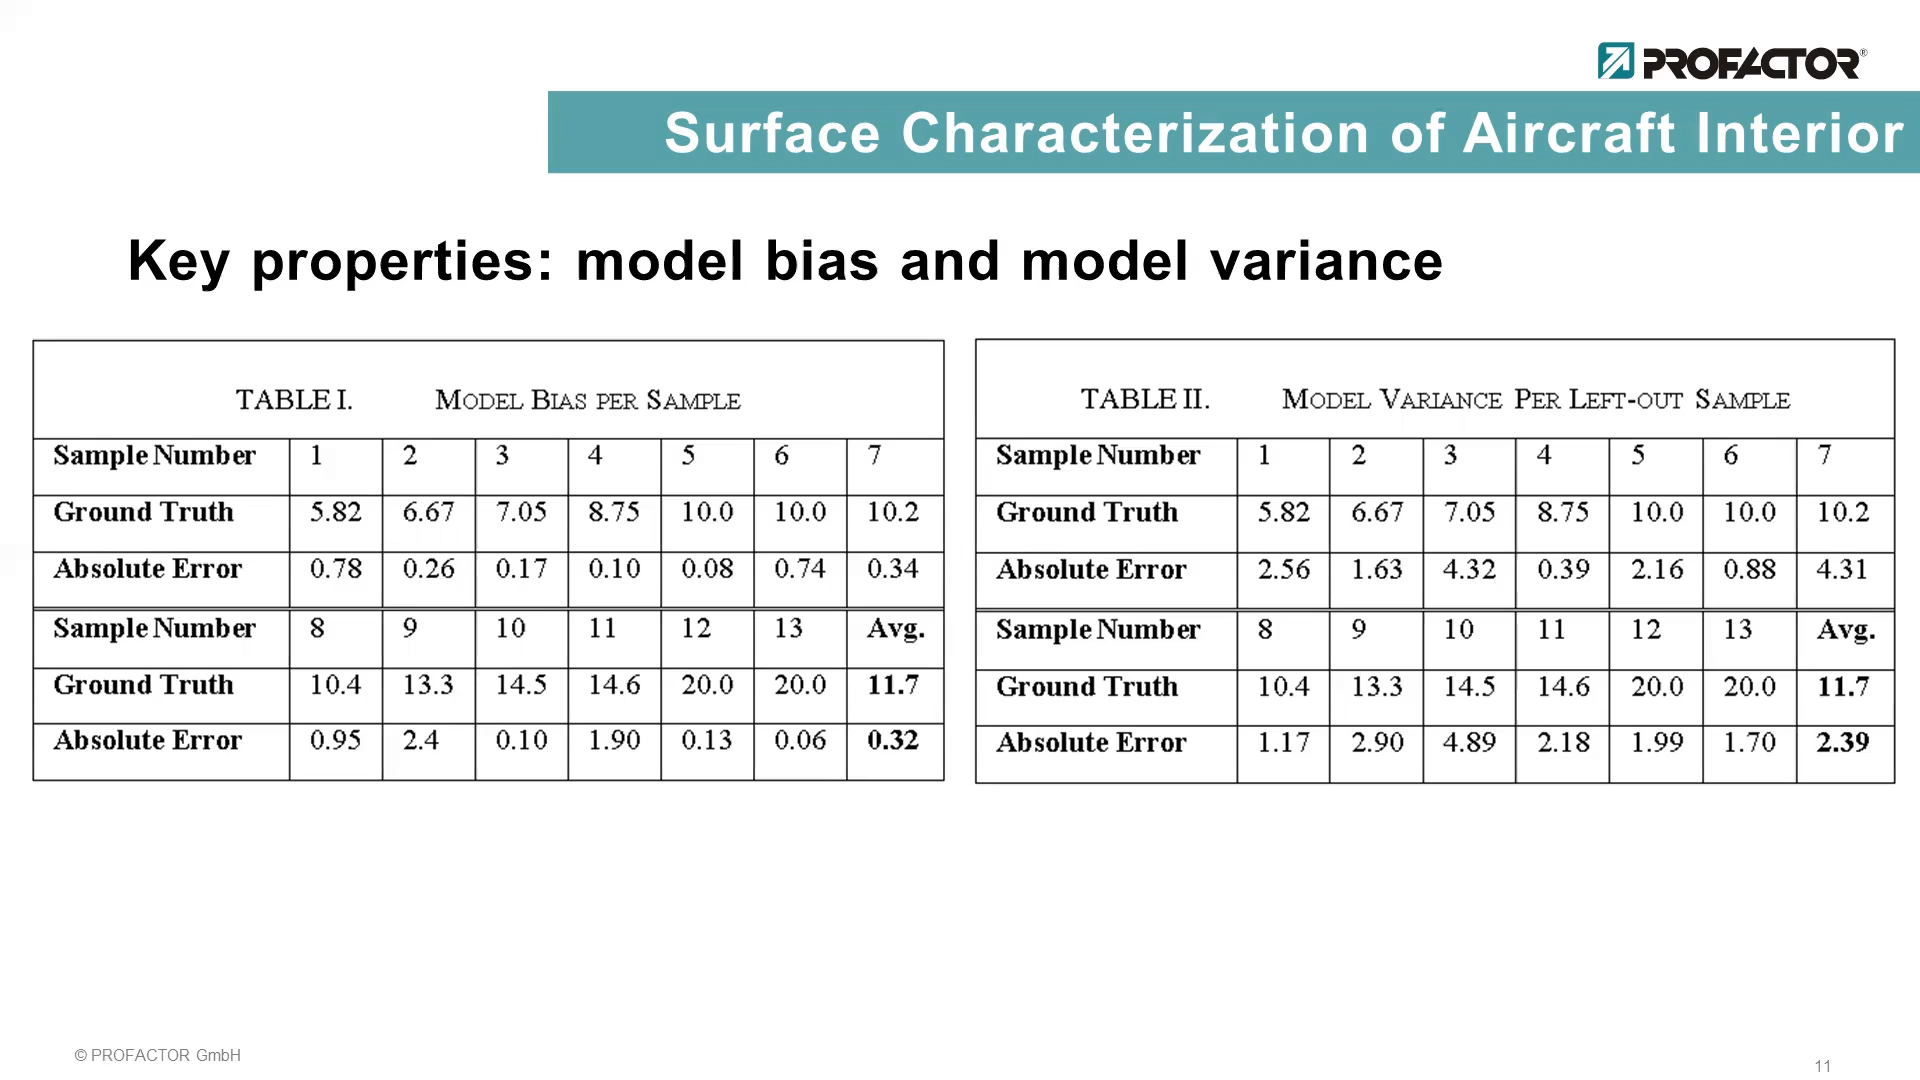 PROFACTOR®
Surface Characterization of Aircraft Interior
Key properties: model bias and model variance
TABLE I. MODEL BIAS PER SAMPLE
Sample Number 1 2 3 4 5 6 7
Ground Truth 5.82 6.67 7.05 8.75 10.0 10.0 10.2
Absolute Error 0.78 0.26 0.17 0.10 0.08 0.74 0.34
Sample Number 8 9 10 11 12 13 Avg.
Ground Truth 10.4 13.3 14.5 14.6 20.0 20.0 11.7
Absolute Error 0.95 2.4 0.10 1.90 0.13 0.06 0.32
TABLE II. MODEL VARIANCE PER LEFT-OUT SAMPLE
Sample Number 1 2 3 4 5 6 7
Ground Truth 5.82 6.67 7.05 8.75 10.0 10.0 10.2
Absolute Error 2.56 1.63 4.32 0.39 2.16 0.88 4.31
Sample Number 8 9 10 11 12 13 Avg.
Ground Truth 10.4 13.3 14.5 14.6 20.0 20.0 11.7
Absolute Error 1.17 2.90 4.89 2.18 1.99 1.70 2.39
© PROFACTOR GmbH
11